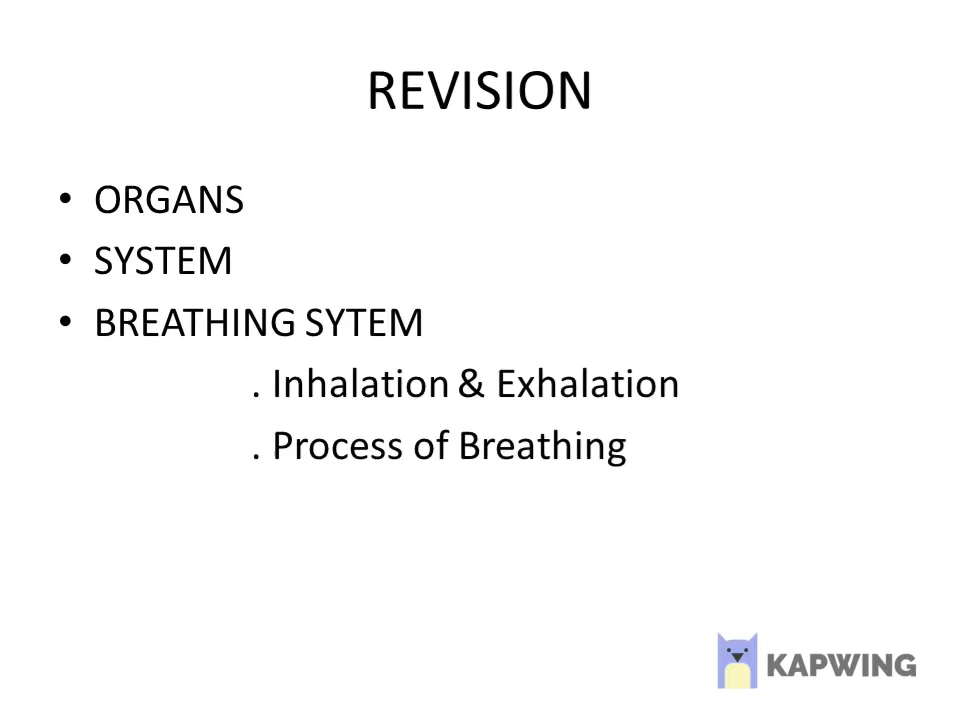 REVISION
• ORGANS
• SYSTEM
• BREATHING SYTEM
. Inhalation & Exhalation
. Process of Breathing
KAPWING